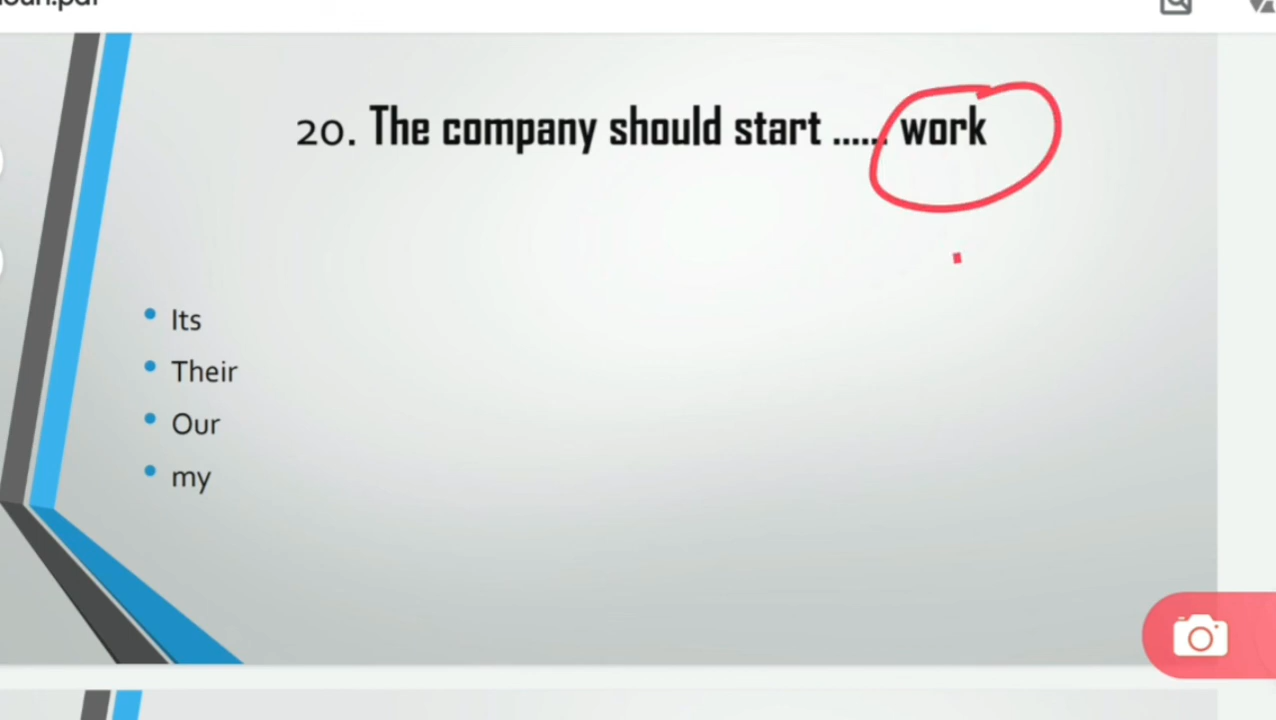 20. The company should start ...... work
Its
Their
Our
my